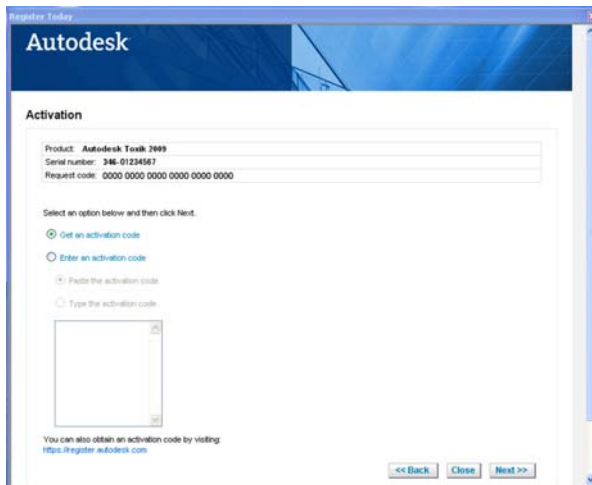 Register Today
Autodesk
Activation
Product: Autodesk Toxik 2009
Serial number: 346-01234567
Request code: 0000 0000 0000 0000 0000 0000
Select an option below and then click Next.
Get an activation code
Enter an activation code
Paste the activation code
Type the activation code
You can also obtain an activation code by visiting:
https://register.autodesk.com
<< Back Close Next >>